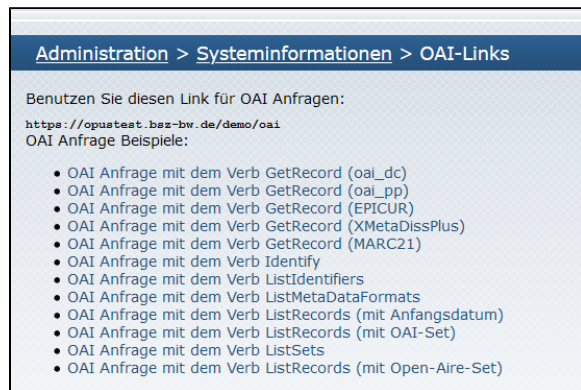 Administration > Systeminformationen > OAI-Links
Benutzen Sie diesen Link für OAI Anfragen:
https://opustest.bsz-bw.de/demo/oai
OAI Anfrage Beispiele:
• OAI Anfrage mit dem Verb GetRecord (oai_dc)
• OAI Anfrage mit dem Verb GetRecord (oai_pp)
• OAI Anfrage mit dem Verb GetRecord (EPICUR)
• OAI Anfrage mit dem Verb GetRecord (XMetaDissPlus)
• OAI Anfrage mit dem Verb GetRecord (MARC21)
• OAI Anfrage mit dem Verb Identify
• OAI Anfrage mit dem Verb ListIdentifiers
• OAI Anfrage mit dem Verb ListMetaDataFormats
• OAI Anfrage mit dem Verb ListRecords (mit Anfangsdatum)
• OAI Anfrage mit dem Verb ListRecords (mit OAI-Set)
• OAI Anfrage mit dem Verb ListSets
• OAI Anfrage mit dem Verb ListRecords (mit Open-Aire-Set)